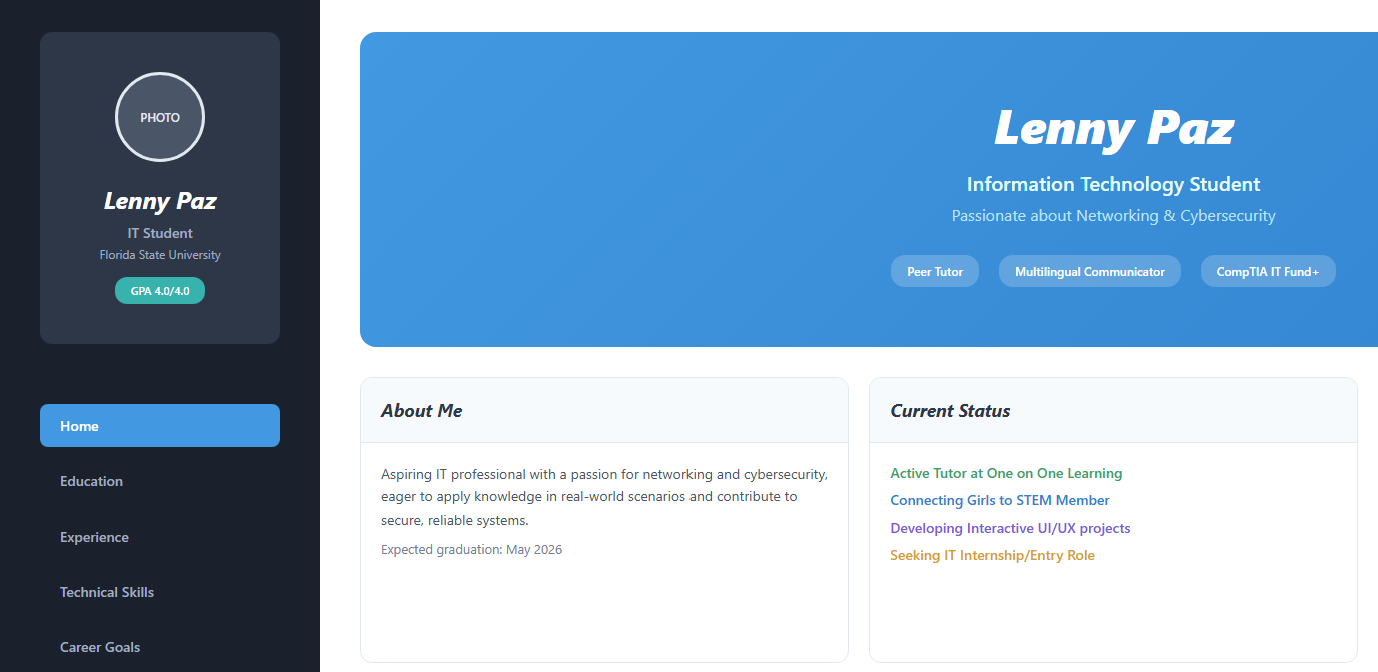 PHOTO
Lenny Paz
IT Student
Florida State University
GPA 4.0/4.0
Home
Education
Experience
Technical Skills
Career Goals
Lenny Paz
Information Technology Student
Passionate about Networking & Cybersecurity
Peer Tutor
Multilingual Communicator
CompTIA IT Fund+
About Me
Aspiring IT professional with a passion for networking and cybersecurity,
eager to apply knowledge in real-world scenarios and contribute to
secure, reliable systems.
Expected graduation: May 2026
Current Status
Active Tutor at One on One Learning
Connecting Girls to STEM Member
Developing Interactive UI/UX projects
Seeking IT Internship/Entry Role